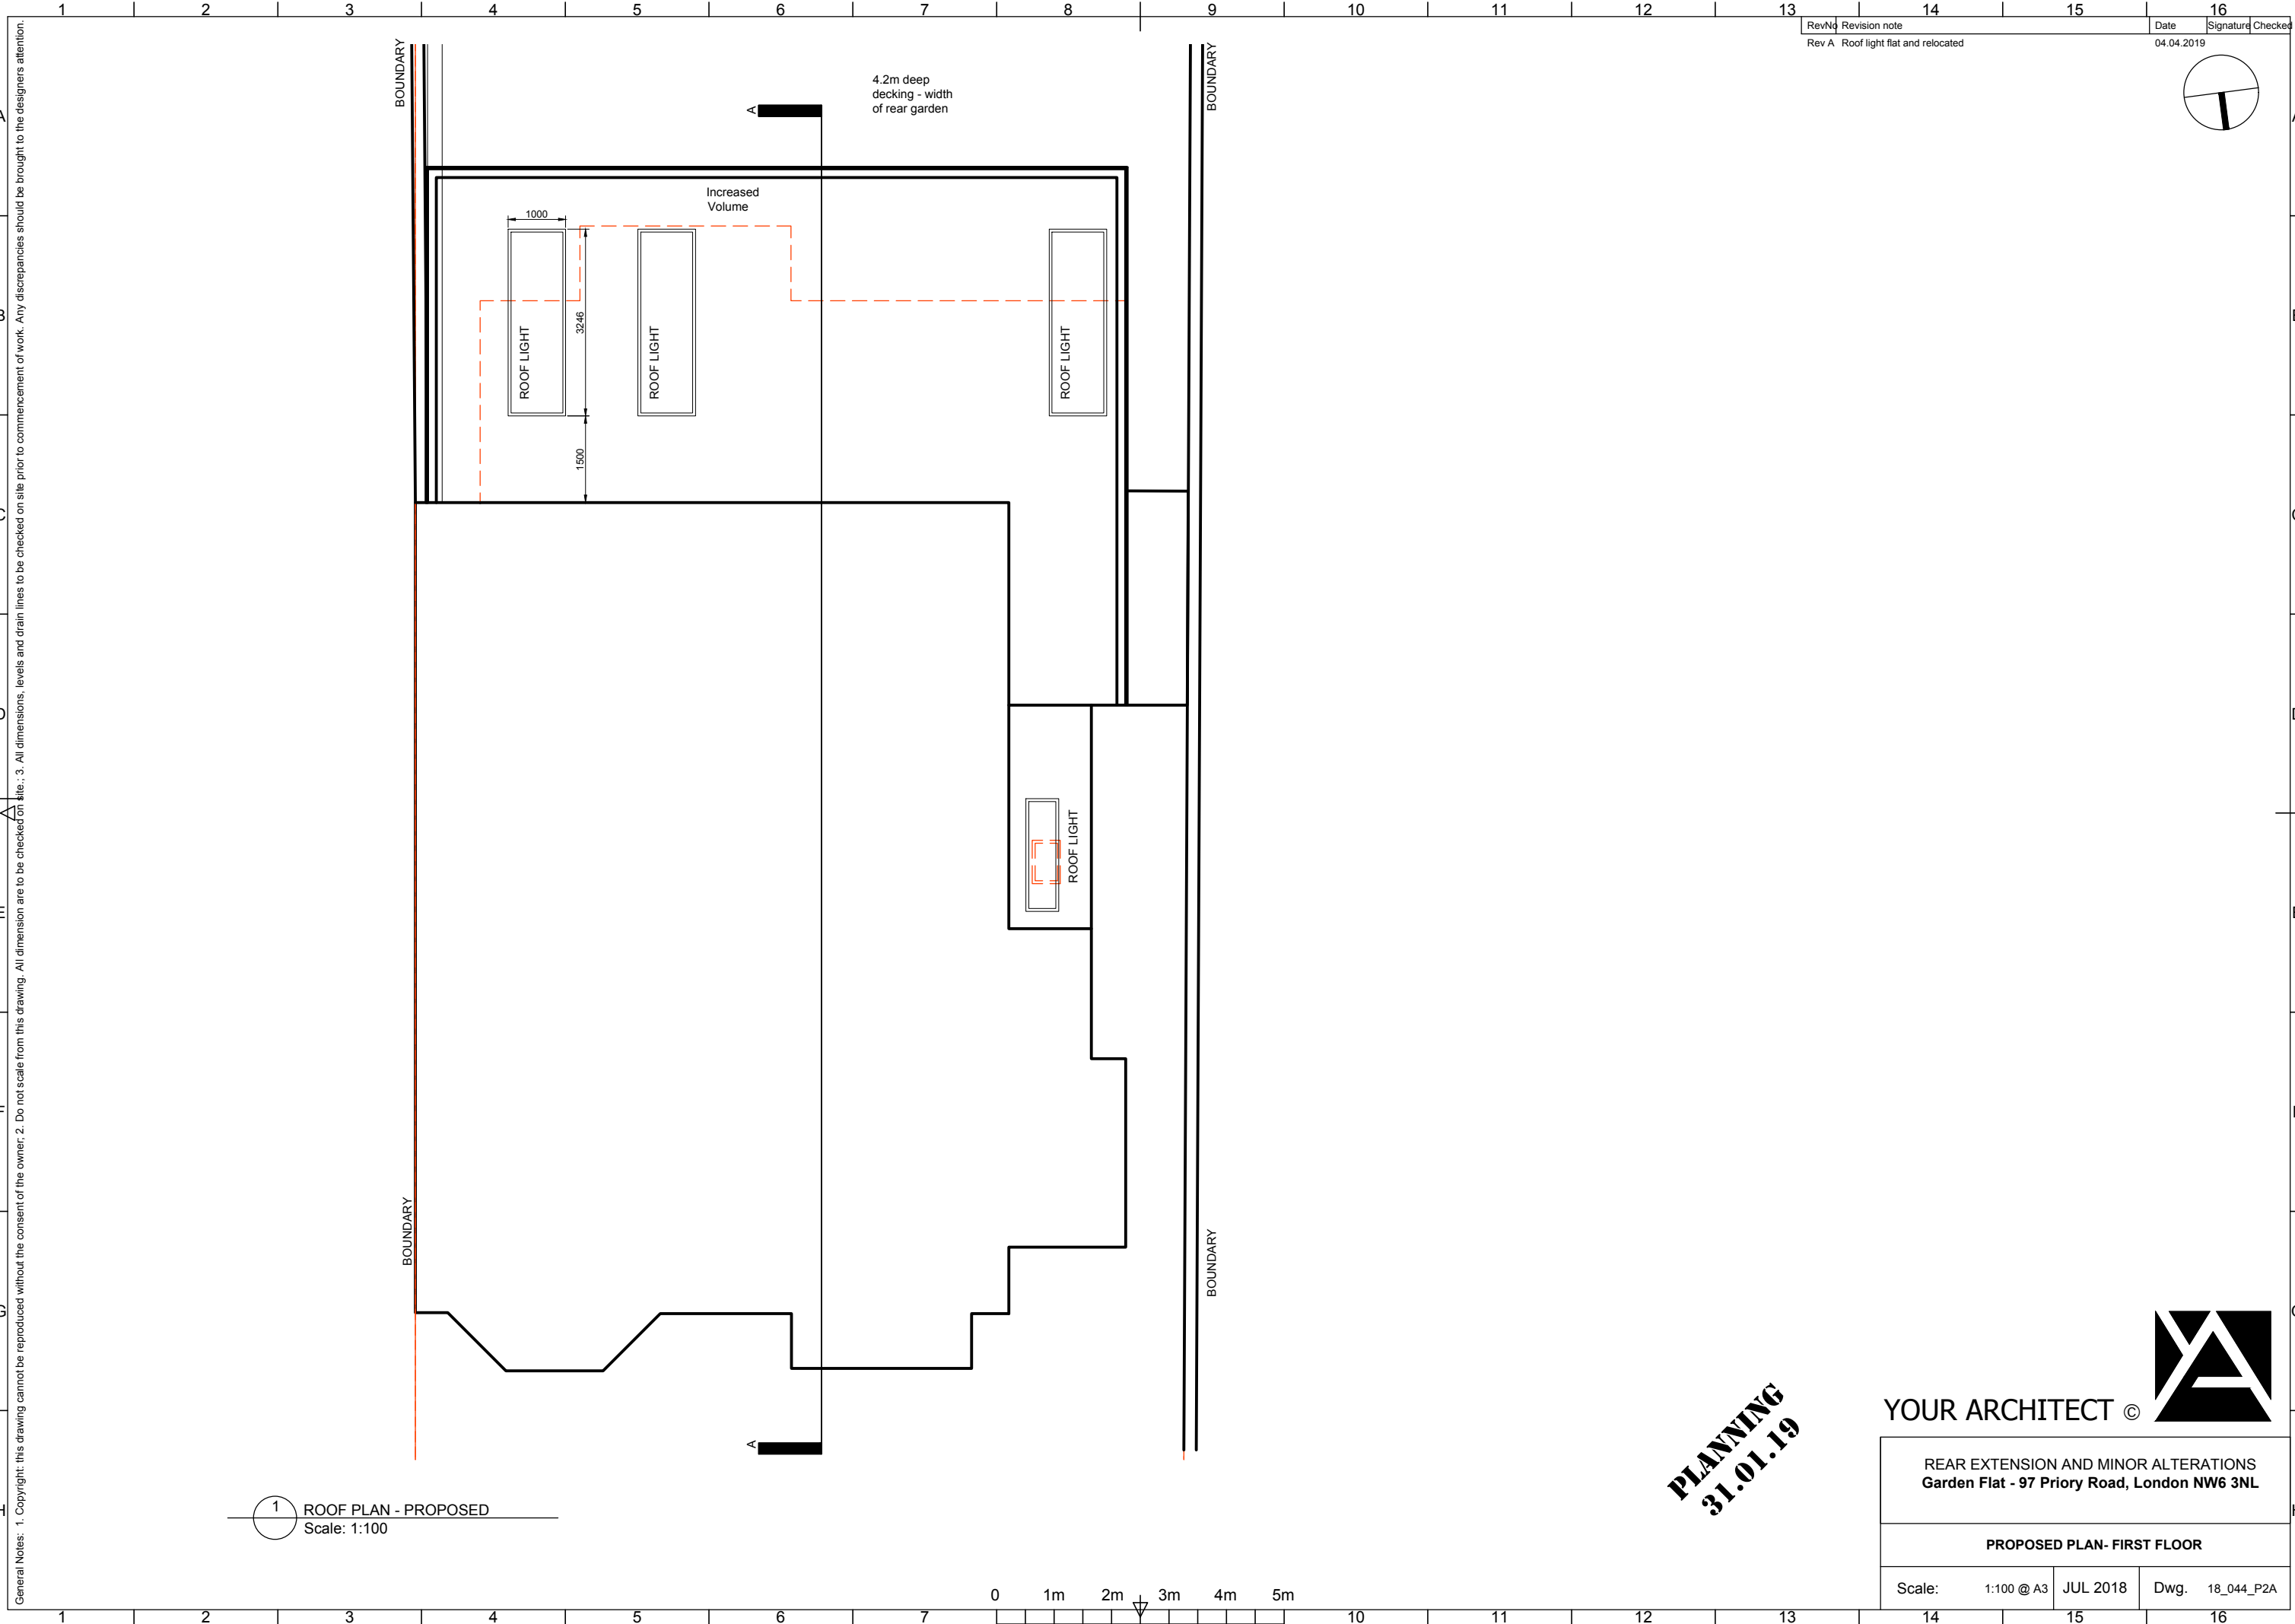 1 2 3 4 5 6 7 8 9 10 11 12 13 14 15 16
RevNo Revision note Date Signature Checked
Rev A Roof light flat and relocated 04.04.2019
BOUNDARY
BOUNDARY
4.2m deep
decking - width
of rear garden
A
Increased
Volume
1000
3246
1500
ROOF LIGHT
ROOF LIGHT
ROOF LIGHT
ROOF LIGHT
BOUNDARY
BOUNDARY
A
1 ROOF PLAN - PROPOSED
Scale: 1:100
0 1m 2m 3m 4m 5m
PLANNING
31.01.19
YOUR ARCHITECT ©
REAR EXTENSION AND MINOR ALTERATIONS
Garden Flat - 97 Priory Road, London NW6 3NL
PROPOSED PLAN- FIRST FLOOR
Scale: 1:100 @ A3 JUL 2018 Dwg. 18_044_P2A
General Notes: 1. Copyright: this drawing cannot be reproduced without the consent of the owner; 2. Do not scale from this drawing. All dimension are to be checked on site.; 3. All dimensions, levels and drain lines to be checked on site prior to commencement of work. Any discrepancies should be brought to the designers attention.
1 2 3 4 5 6 7 10 11 12 13 14 15 16